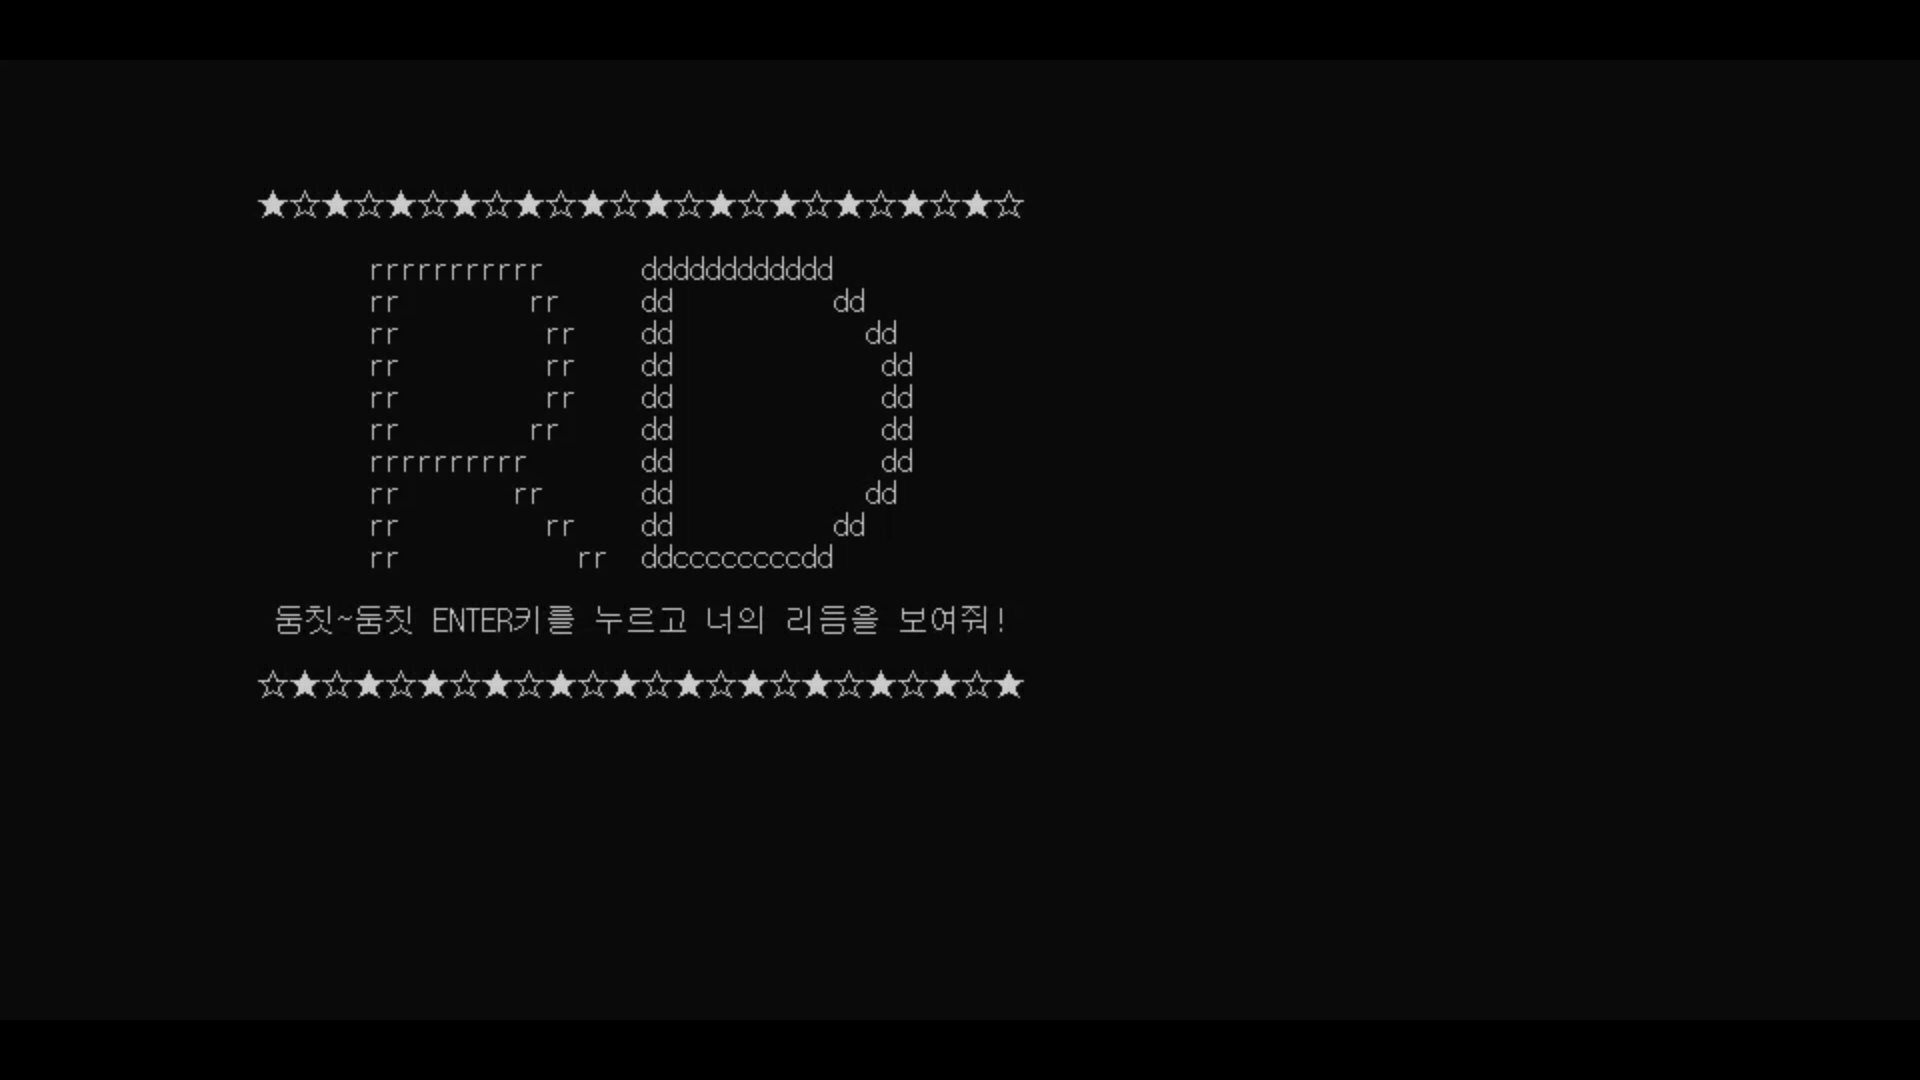 ★☆★☆★☆★☆★☆★☆★☆★☆★☆★☆★☆★☆
rrrrrrrrrrr      dddddddddddd
rr        rr     dd          dd
rr         rr    dd            dd
rr         rr    dd             dd
rr         rr    dd             dd
rr        rr     dd             dd
rrrrrrrrrr       dd             dd
rr       rr      dd            dd
rr         rr    dd          dd
rr           rr  ddccccccccdd
둠칫~둠칫 ENTER키를 누르고 너의 리듬을 보여줘!
☆★☆★☆★☆★☆★☆★☆★☆★☆★☆★☆★☆★